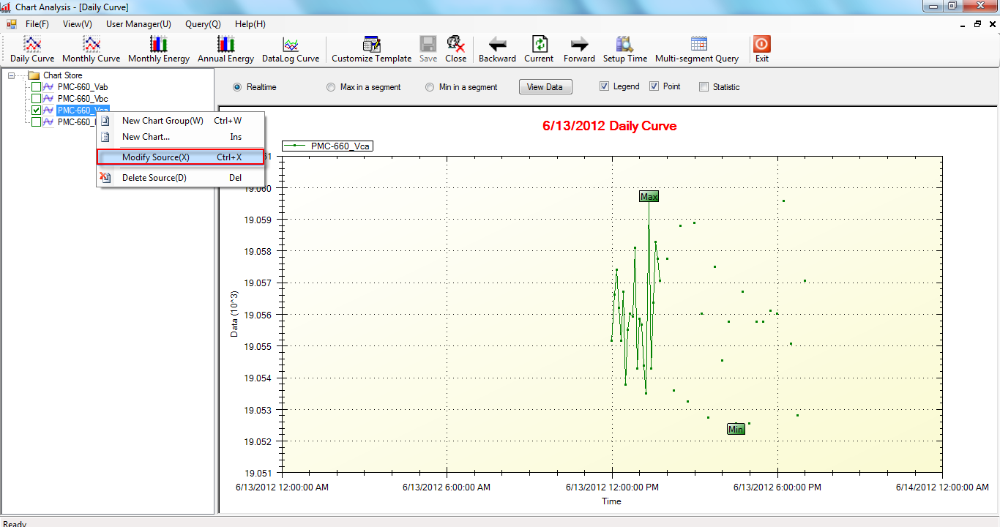 Chart Analysis - [Daily Curve]
File(F) View(V) User Manager(U) Query(Q) Help(H)
Daily Curve Monthly Curve Monthly Energy Annual Energy DataLog Curve Customize Template Save Close Backward Current Forward Setup Time Multi-segment Query Exit
Chart Store
PMC-660_Vab
PMC-660_Vbc
PMC-660_Vca
PMC-660_
New Chart Group(W) Ctrl+W
New Chart... Ins
Modify Source(X) Ctrl+X
Delete Source(D) Del
Realtime Max in a segment Min in a segment View Data Legend Point Statistic
6/13/2012 Daily Curve
PMC-660_Vca
19.060
19.059
19.058
19.057
19.056
19.055
19.054
19.053
19.052
19.051
Data (10^3)
Max
Min
6/13/2012 12:00:00 AM 6/13/2012 6:00:00 AM 6/13/2012 12:00:00 PM 6/13/2012 6:00:00 PM 6/14/2012 12:00:00 AM
Time
Ready